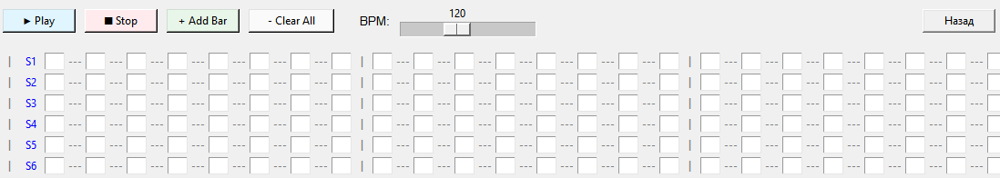 120
► Play ■ Stop + Add Bar - Clear All BPM: Назад
| S1 --- --- --- --- --- --- --- | --- --- --- --- --- --- --- | --- --- --- --- --- --- ---
| S2 --- --- --- --- --- --- --- | --- --- --- --- --- --- --- | --- --- --- --- --- --- ---
| S3 --- --- --- --- --- --- --- | --- --- --- --- --- --- --- | --- --- --- --- --- --- ---
| S4 --- --- --- --- --- --- --- | --- --- --- --- --- --- --- | --- --- --- --- --- --- ---
| S5 --- --- --- --- --- --- --- | --- --- --- --- --- --- --- | --- --- --- --- --- --- ---
| S6 --- --- --- --- --- --- --- | --- --- --- --- --- --- --- | --- --- --- --- --- --- ---